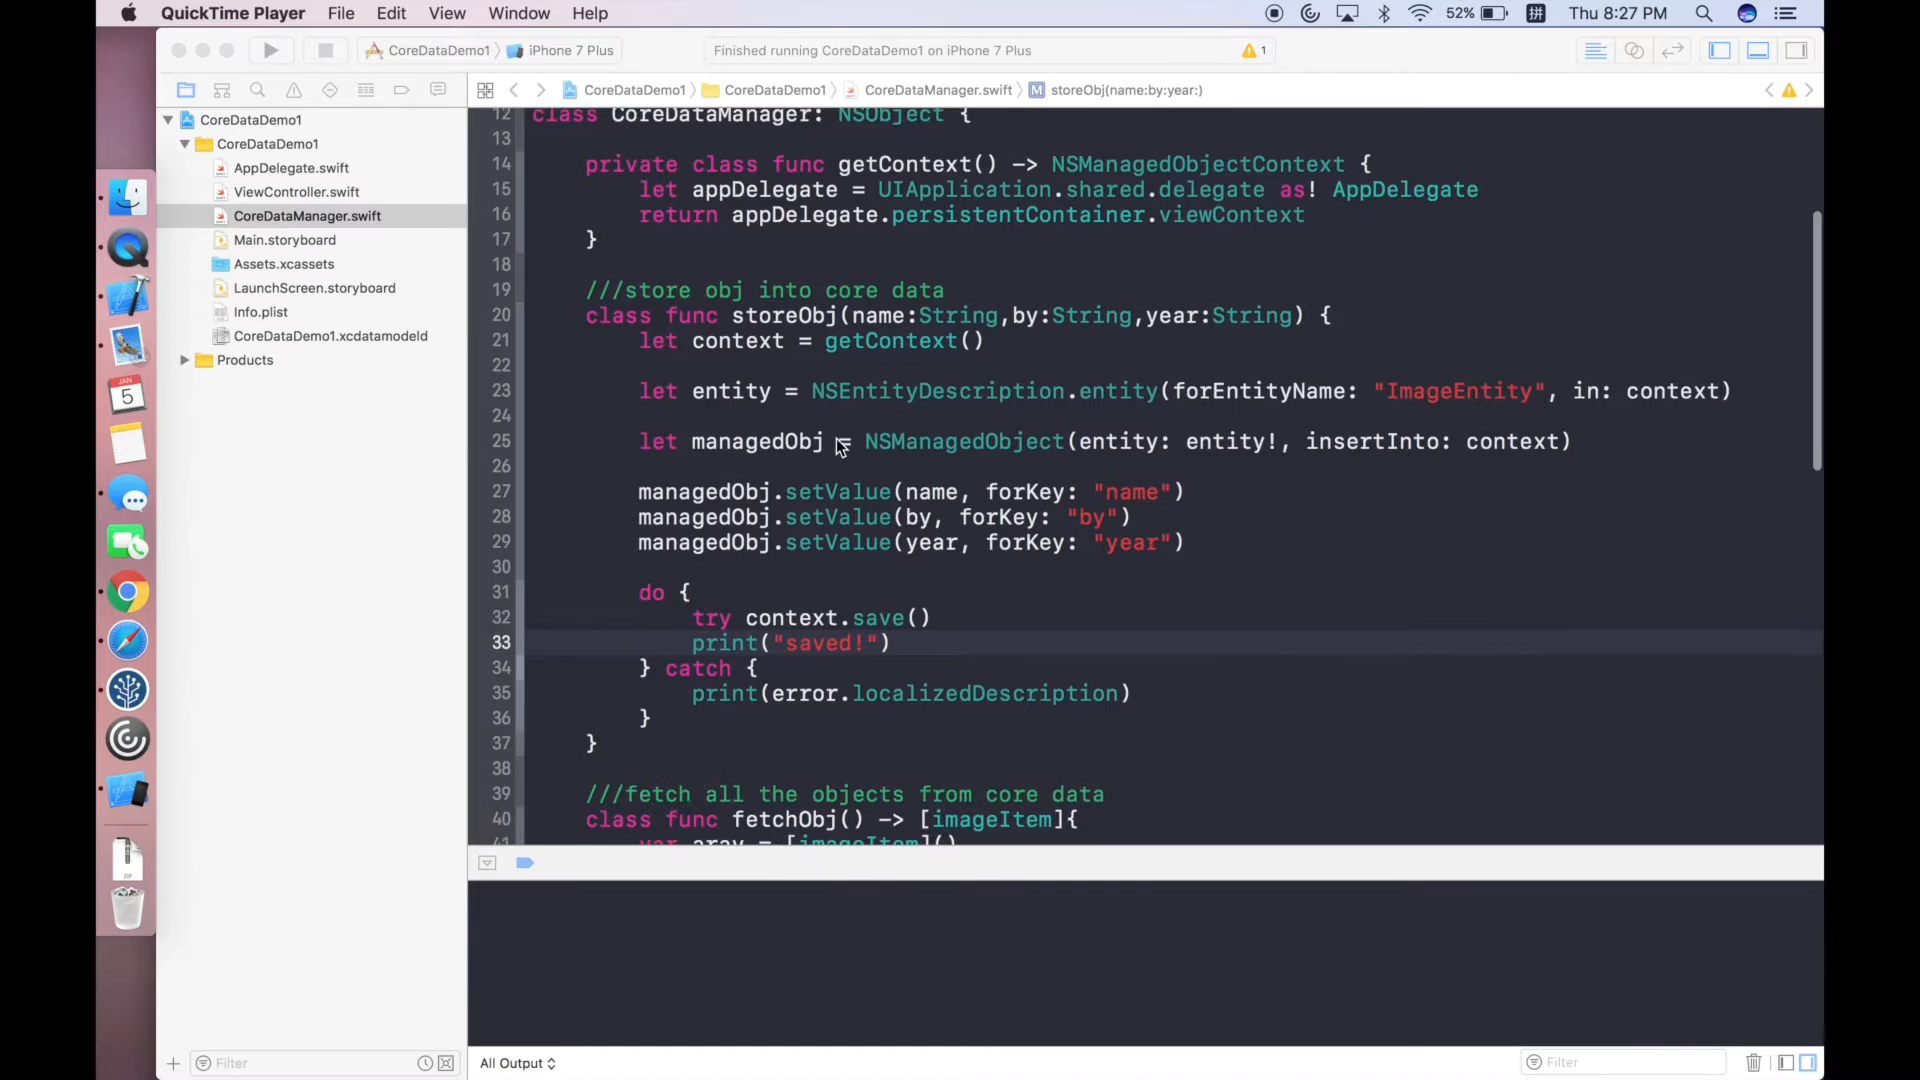 QuickTime Player File Edit View Window Help 52% 拼 Thu 8:27 PM
CoreDataDemo1 iPhone 7 Plus Finished running CoreDataDemo1 on iPhone 7 Plus 1
CoreDataDemo1 CoreDataDemo1 CoreDataManager.swift M storeObj(name:by:year:)
CoreDataDemo1
CoreDataDemo1
AppDelegate.swift
ViewController.swift
CoreDataManager.swift
Main.storyboard
Assets.xcassets
LaunchScreen.storyboard
Info.plist
CoreDataDemo1.xcdatamodeld
Products
JAN
5
ZIP
12 class CoreDataManager: NSObject {
13
14 private class func getContext() -> NSManagedObjectContext {
15 let appDelegate = UIApplication.shared.delegate as! AppDelegate
16 return appDelegate.persistentContainer.viewContext
17 }
18
19 ///store obj into core data
20 class func storeObj(name:String,by:String,year:String) {
21 let context = getContext()
22
23 let entity = NSEntityDescription.entity(forEntityName: "ImageEntity", in: context)
24
25 let managedObj = NSManagedObject(entity: entity!, insertInto: context)
26
27 managedObj.setValue(name, forKey: "name")
28 managedObj.setValue(by, forKey: "by")
29 managedObj.setValue(year, forKey: "year")
30
31 do {
32 try context.save()
33 print("saved!")
34 } catch {
35 print(error.localizedDescription)
36 }
37 }
38
39 ///fetch all the objects from core data
40 class func fetchObj() -> [imageItem]{
41 var aray = [imageItem]()
Filter
All Output
Filter